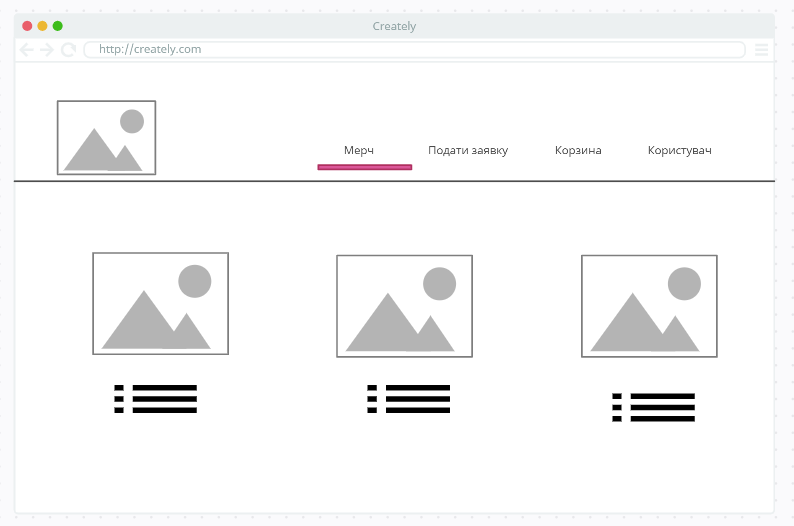 Creately
http://creately.com
Мерч
Подати заявку
Корзина
Користувач